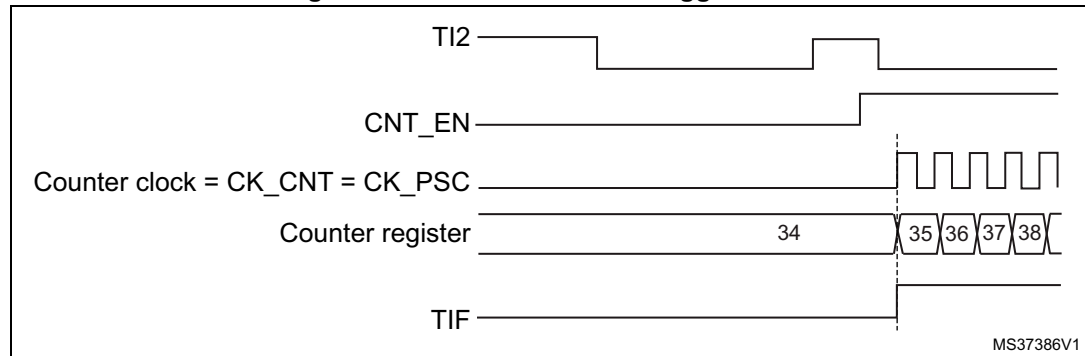 TI2
CNT_EN
Counter clock = CK_CNT = CK_PSC
Counter register
34
35
36
37
38
TIF
MS37386V1